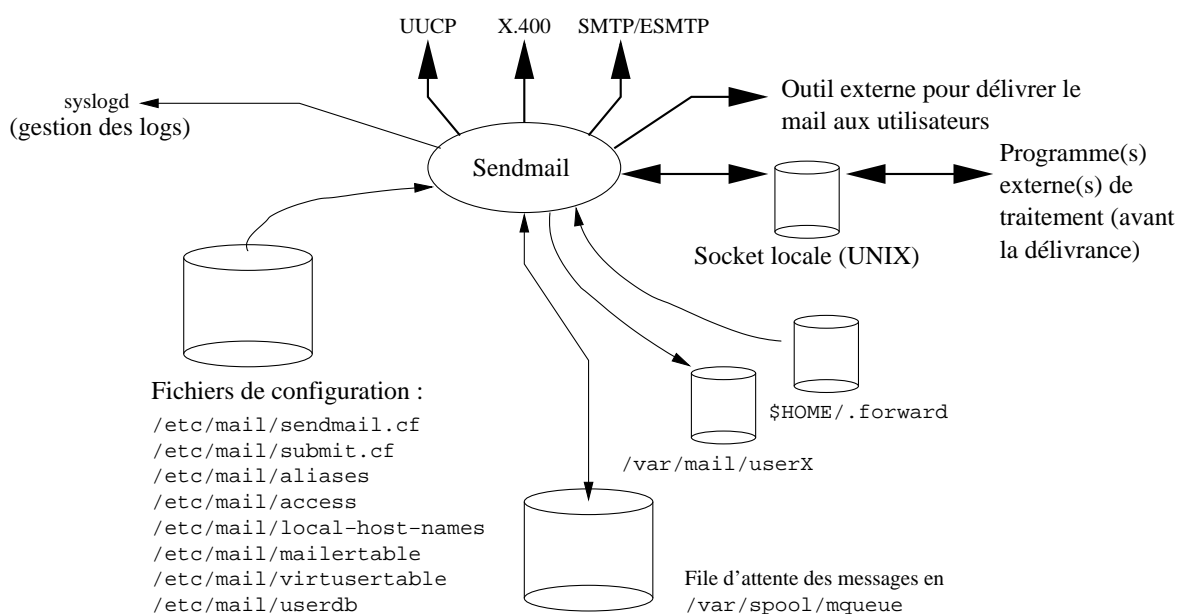 UUCP
X.400
SMTP/ESMTP
syslogd
(gestion des logs)
Outil externe pour délivrer le
mail aux utilisateurs
Sendmail
Programme(s)
externe(s) de
traitement (avant
la délivrance)
Socket locale (UNIX)
Fichiers de configuration :
/etc/mail/sendmail.cf
/etc/mail/submit.cf
/etc/mail/aliases
/etc/mail/access
/etc/mail/local-host-names
/etc/mail/mailertable
/etc/mail/virtusertable
/etc/mail/userdb
$HOME/.forward
/var/mail/userX
File d'attente des messages en
/var/spool/mqueue